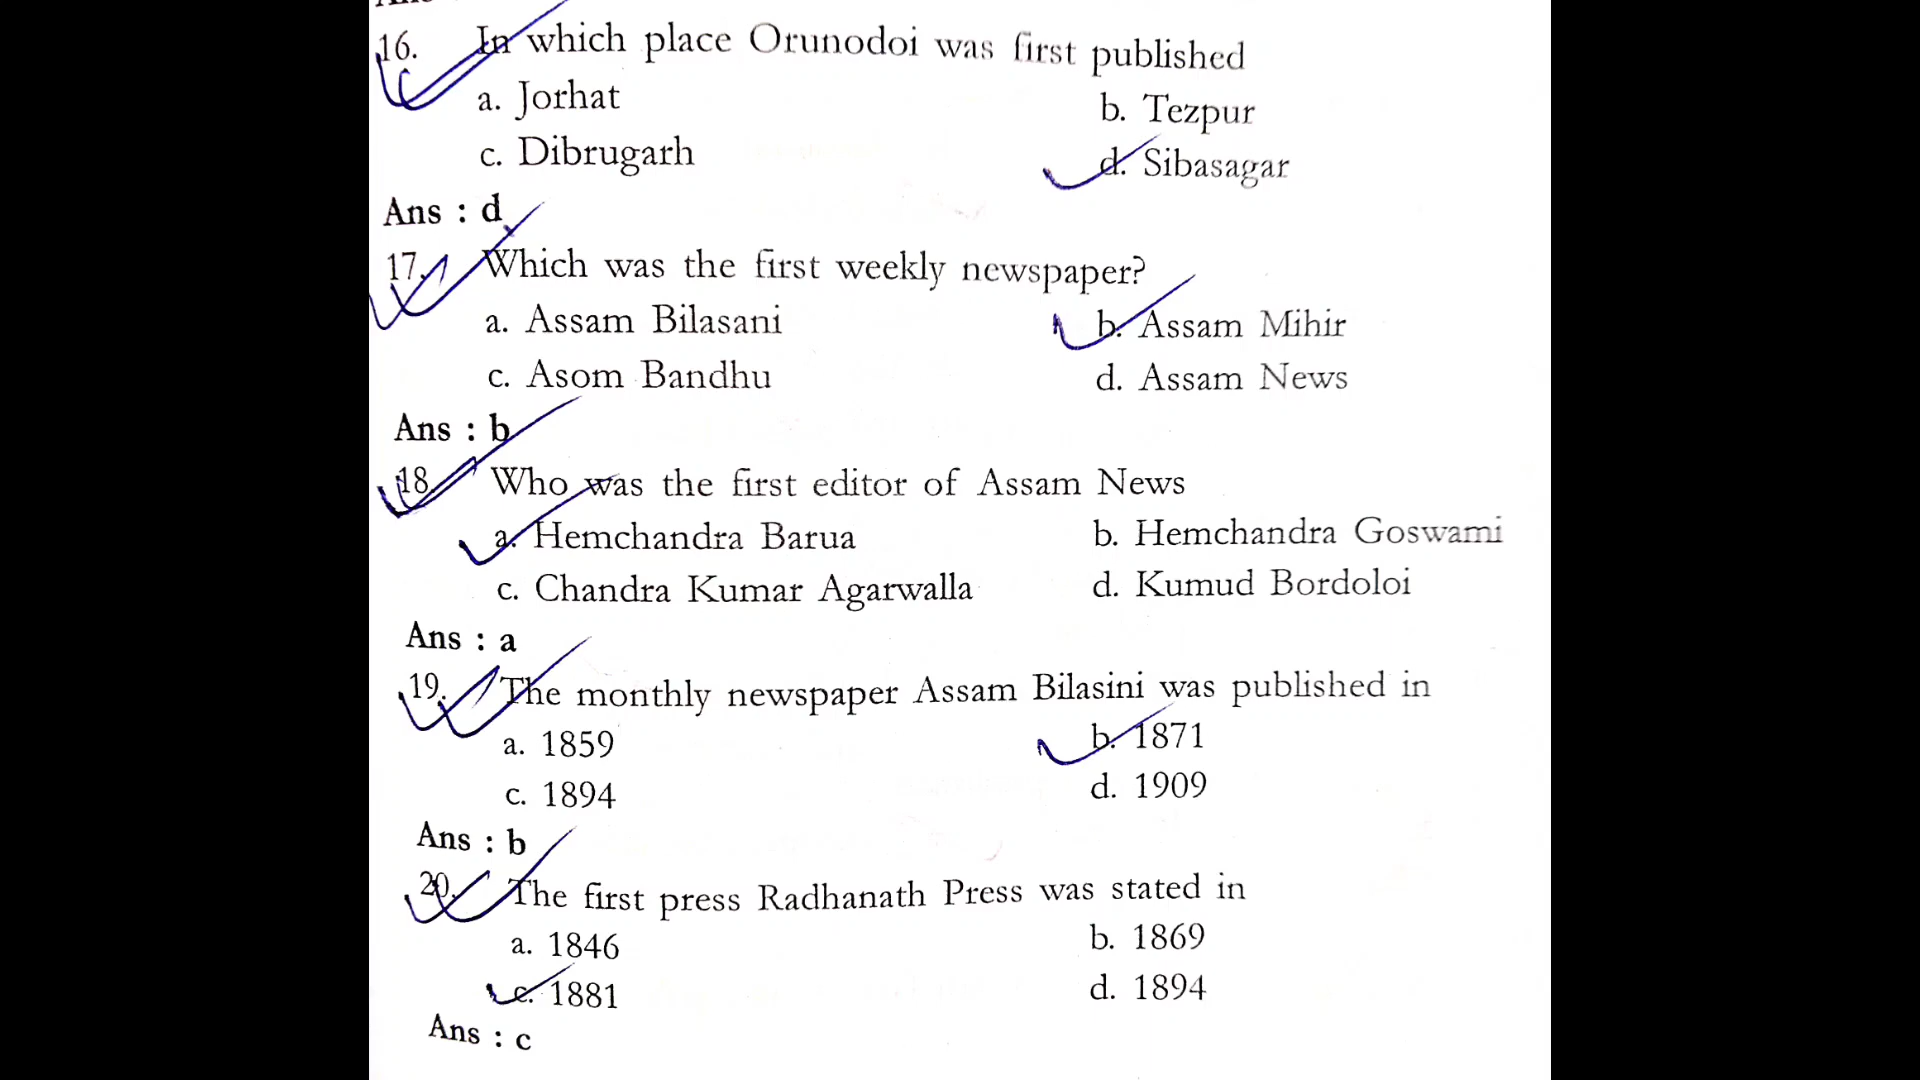 16. In which place Orunodoi was first published
a. Jorhat b. Tezpur
c. Dibrugarh d. Sibasagar
Ans : d
17. Which was the first weekly newspaper?
a. Assam Bilasani b. Assam Mihir
c. Asom Bandhu d. Assam News
Ans : b
18. Who was the first editor of Assam News
a. Hemchandra Barua b. Hemchandra Goswami
c. Chandra Kumar Agarwalla d. Kumud Bordoloi
Ans : a
19. The monthly newspaper Assam Bilasini was published in
a. 1859 b. 1871
c. 1894 d. 1909
Ans : b
20. The first press Radhanath Press was stated in
a. 1846 b. 1869
c. 1881 d. 1894
Ans : c